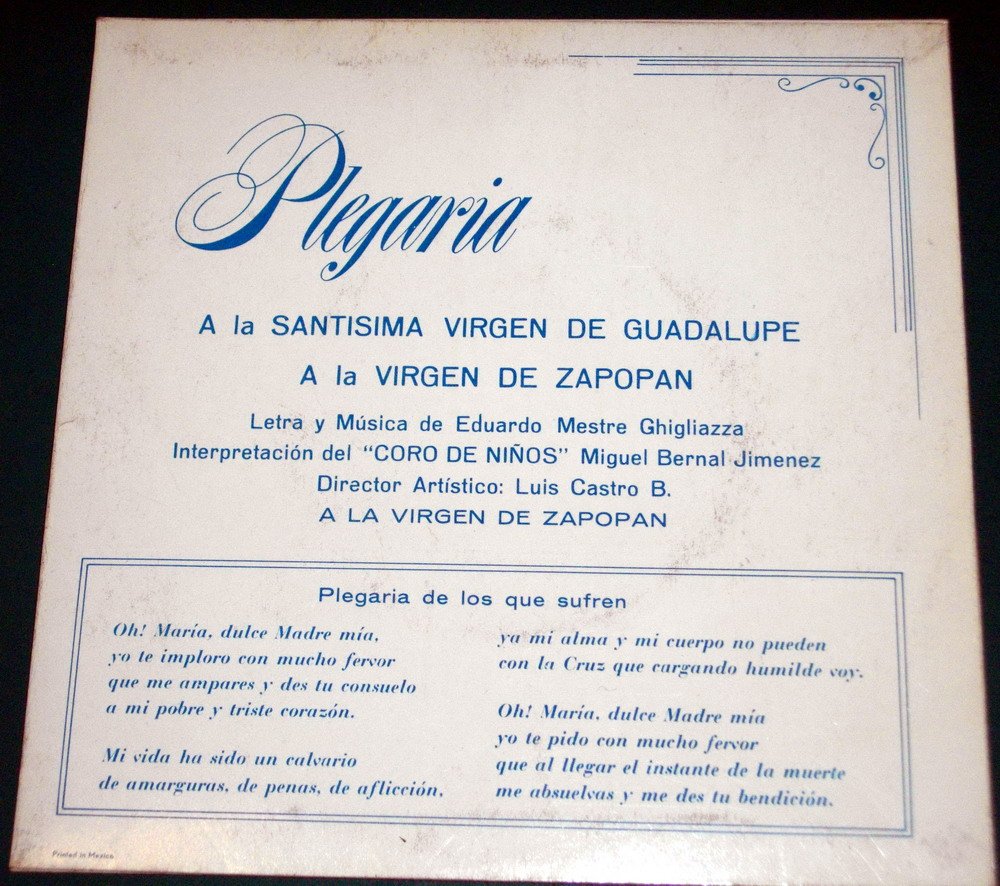 Plegaria
A la SANTISIMA VIRGEN DE GUADALUPE
A la VIRGEN DE ZAPOPAN
Letra y Música de Eduardo Mestre Ghigliazza
Interpretación del “CORO DE NIÑOS” Miguel Bernal Jimenez
Director Artístico: Luis Castro B.
A LA VIRGEN DE ZAPOPAN
Plegaria de los que sufren
Oh! María, dulce Madre mía,
yo te imploro con mucho fervor
que me ampares y des tu consuelo
a mi pobre y triste corazón.
Mi vida ha sido un calvario
de amarguras, de penas, de aflicción,
ya mi alma y mi cuerpo no pueden
con la Cruz que cargando humilde voy.
Oh! María, dulce Madre mía
yo te pido con mucho fervor
que al llegar el instante de la muerte
me absuelvas y me des tu bendición.
Printed in Mexico